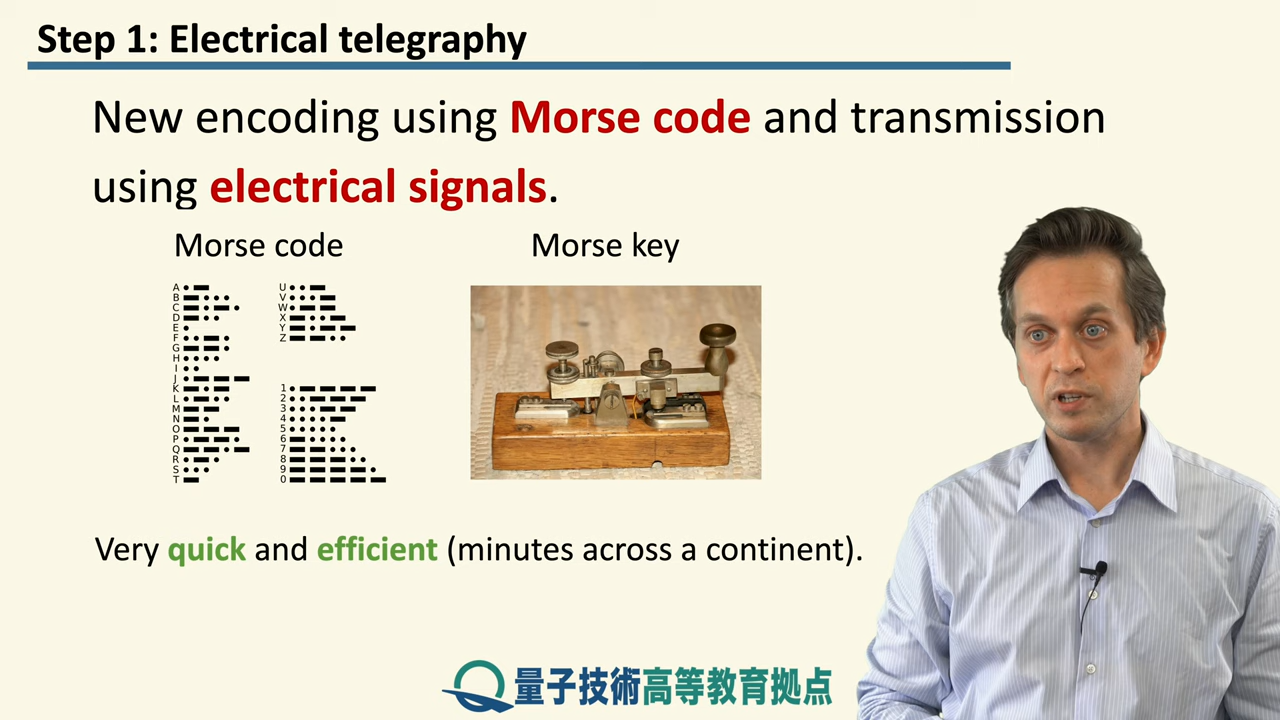 Step 1: Electrical telegraphy
New encoding using Morse code and transmission
using electrical signals.
Morse code
Morse key
A
B
C
D
E
F
G
H
I
J
K
L
M
N
O
P
Q
R
S
T
U
V
W
X
Y
Z
1
2
3
4
5
6
7
8
9
0
Very quick and efficient (minutes across a continent).
量子技術高等教育拠点